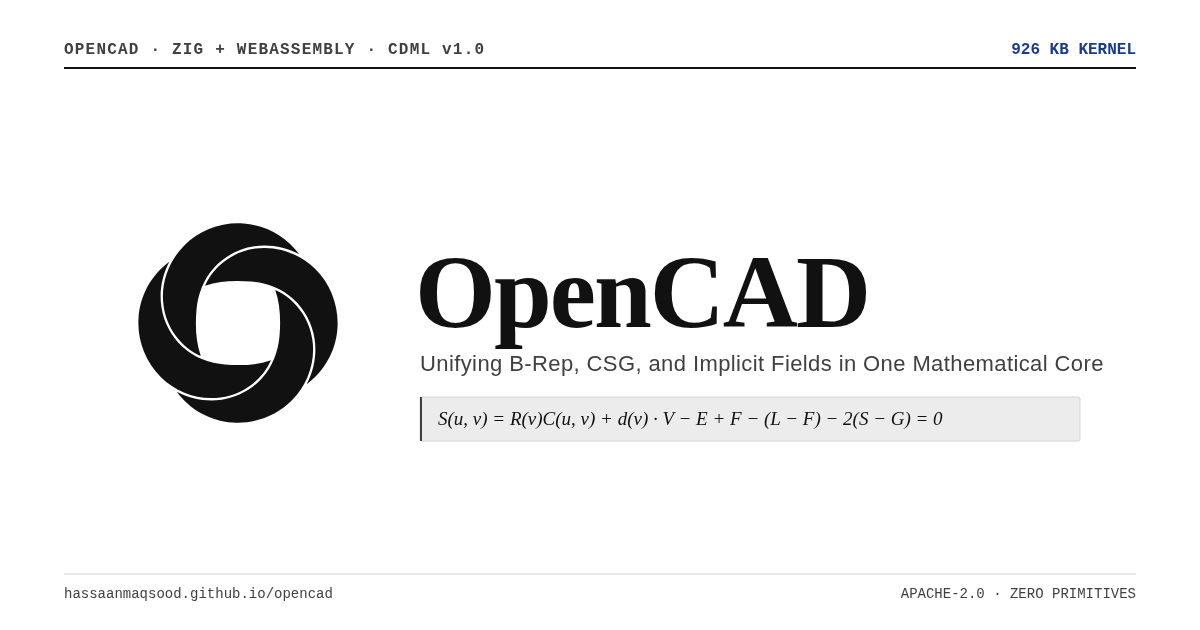 OPENCAD · ZIG + WEBASSEMBLY · CDML v1.0
926 KB KERNEL
OpenCAD
Unifying B-Rep, CSG, and Implicit Fields in One Mathematical Core
S(u, v) = R(v)C(u, v) + d(v) · V − E + F − (L − F) − 2(S − G) = 0
hassaanmaqsood.github.io/opencad
APACHE-2.0 · ZERO PRIMITIVES